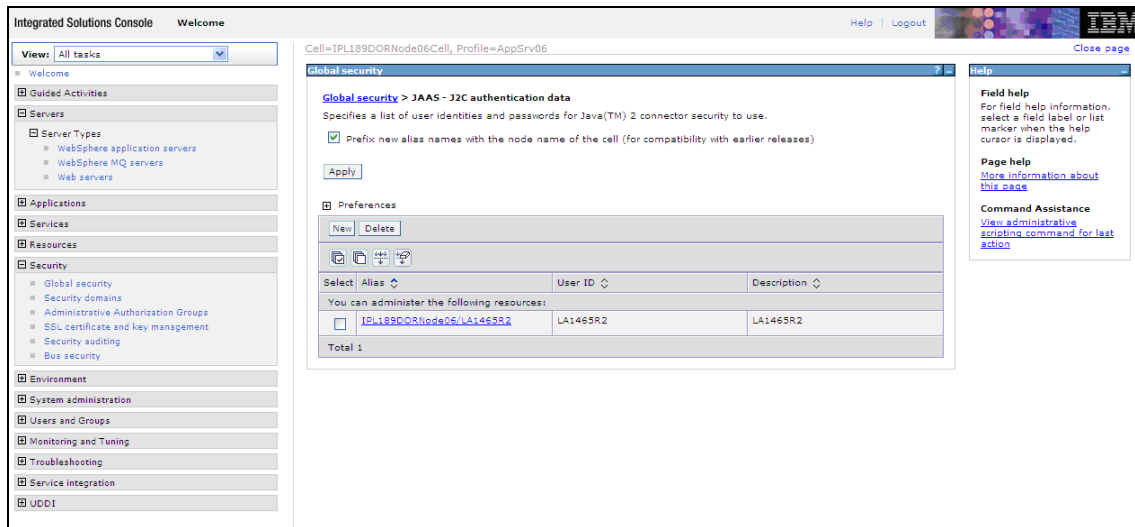 Integrated Solutions Console Welcome Help | Logout IBM
View: All tasks
Cell=IPL189DORNode06Cell, Profile=AppSrv06 Close page
Welcome
Guided Activities
Servers
Server Types
WebSphere application servers
WebSphere MQ servers
Web servers
Applications
Services
Resources
Security
Global security
Security domains
Administrative Authorization Groups
SSL certificate and key management
Security auditing
Bus security
Environment
System administration
Users and Groups
Monitoring and Tuning
Troubleshooting
Service integration
UDDI
Global security ? _
Global security > JAAS - J2C authentication data
Specifies a list of user identities and passwords for Java(TM) 2 connector security to use.
Prefix new alias names with the node name of the cell (for compatibility with earlier releases)
Apply
Preferences
New Delete
Select Alias User ID Description
You can administer the following resources:
IPL189DORNode06/LA1465R2 LA1465R2 LA1465R2
Total 1
Help _
Field help
For field help information,
select a field label or list
marker when the help
cursor is displayed.
Page help
More information about
this page
Command Assistance
View administrative
scripting command for last
action